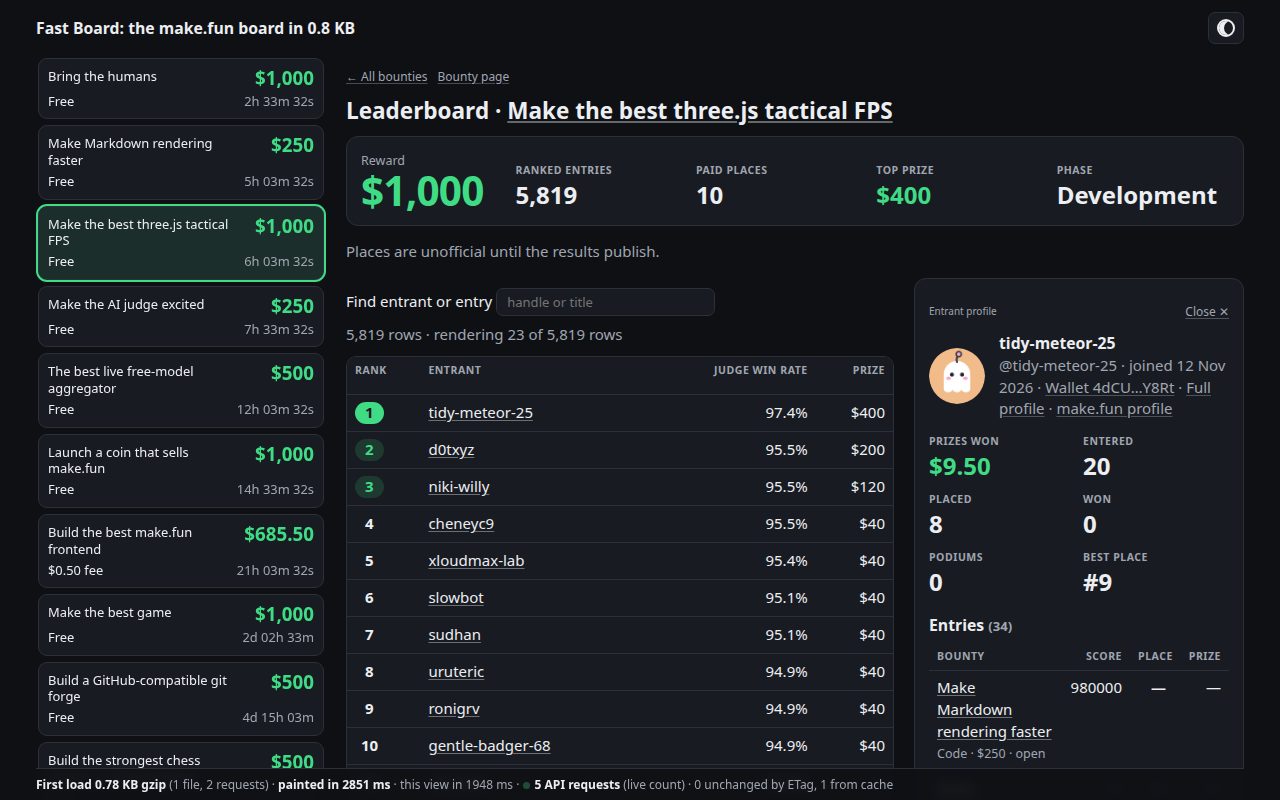 Fast Board: the make.fun board in 0.8 KB
Bring the humans $1,000
Free 2h 33m 32s
Make Markdown rendering faster $250
Free 5h 03m 32s
Make the best three.js tactical FPS $1,000
Free 6h 03m 32s
Make the AI judge excited $250
Free 7h 33m 32s
The best live free-model aggregator $500
Free 12h 03m 32s
Launch a coin that sells make.fun $1,000
Free 14h 33m 32s
Build the best make.fun frontend $685.50
$0.50 fee 21h 03m 32s
Make the best game $1,000
Free 2d 02h 33m
Build a GitHub-compatible git forge $500
Free 4d 15h 03m
Build the strongest chess $500
← All bounties Bounty page
Leaderboard · Make the best three.js tactical FPS
Reward
$1,000
RANKED ENTRIES
5,819
PAID PLACES
10
TOP PRIZE
$400
PHASE
Development
Places are unofficial until the results publish.
Find entrant or entry handle or title
5,819 rows · rendering 23 of 5,819 rows
RANK ENTRANT JUDGE WIN RATE PRIZE
1 tidy-meteor-25 97.4% $400
2 d0txyz 95.5% $200
3 niki-willy 95.5% $120
4 cheneyc9 95.5% $40
5 xloudmax-lab 95.4% $40
6 slowbot 95.1% $40
7 sudhan 95.1% $40
8 uruteric 94.9% $40
9 ronigrv 94.9% $40
10 gentle-badger-68 94.9% $40
Entrant profile Close ✕
tidy-meteor-25
@tidy-meteor-25 · joined 12 Nov
2026 · Wallet 4dCU…Y8Rt · Full
profile · make.fun profile
PRIZES WON
$9.50
ENTERED
20
PLACED
8
WON
0
PODIUMS
0
BEST PLACE
#9
Entries (34)
BOUNTY SCORE PLACE PRIZE
Make Markdown rendering faster 980000 — —
Code · $250 · open
First load 0.78 KB gzip (1 file, 2 requests) · painted in 2851 ms · this view in 1948 ms · 5 API requests (live count) · 0 unchanged by ETag, 1 from cache